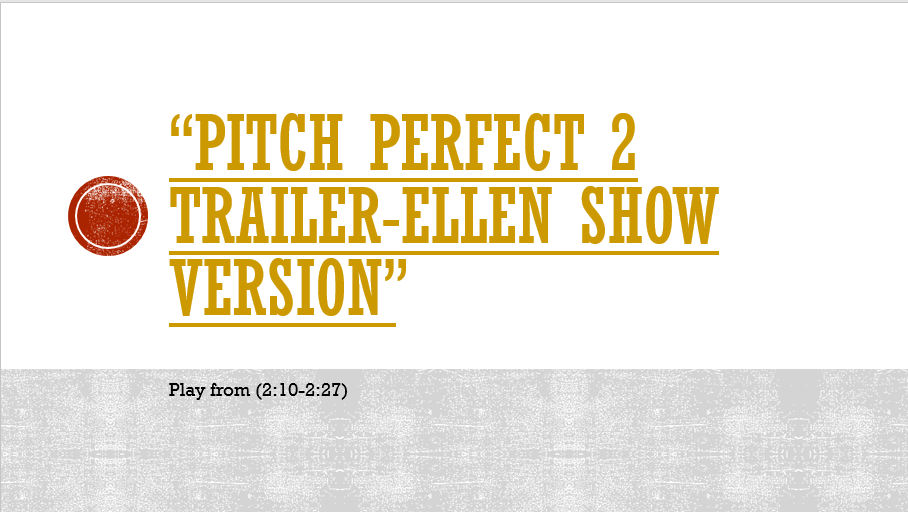 “PITCH PERFECT 2
TRAILER-ELLEN SHOW
VERSION”
Play from (2:10-2:27)